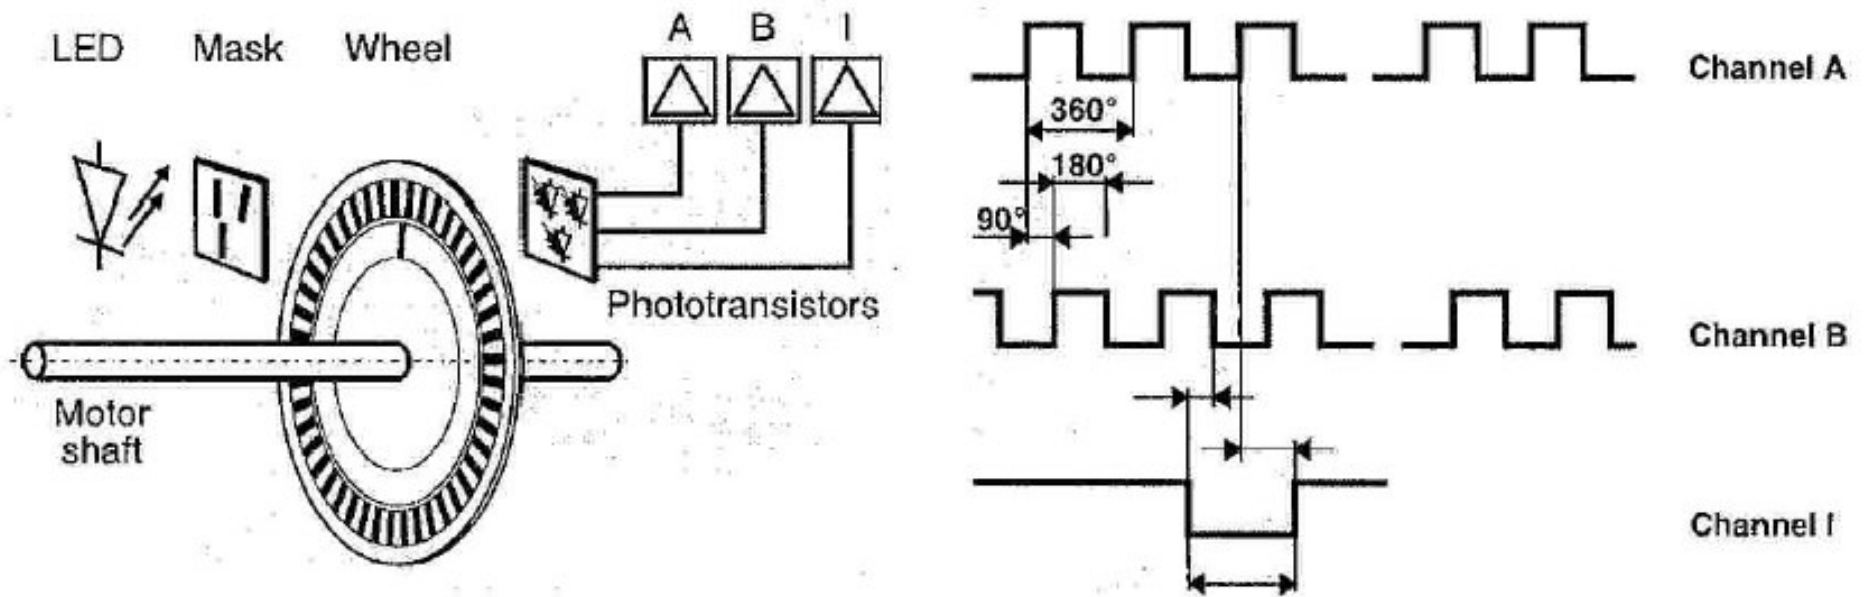 LED Mask Wheel A B I
Phototransistors
Motor
shaft
Channel A
360°
180°
90°
Channel B
Channel I